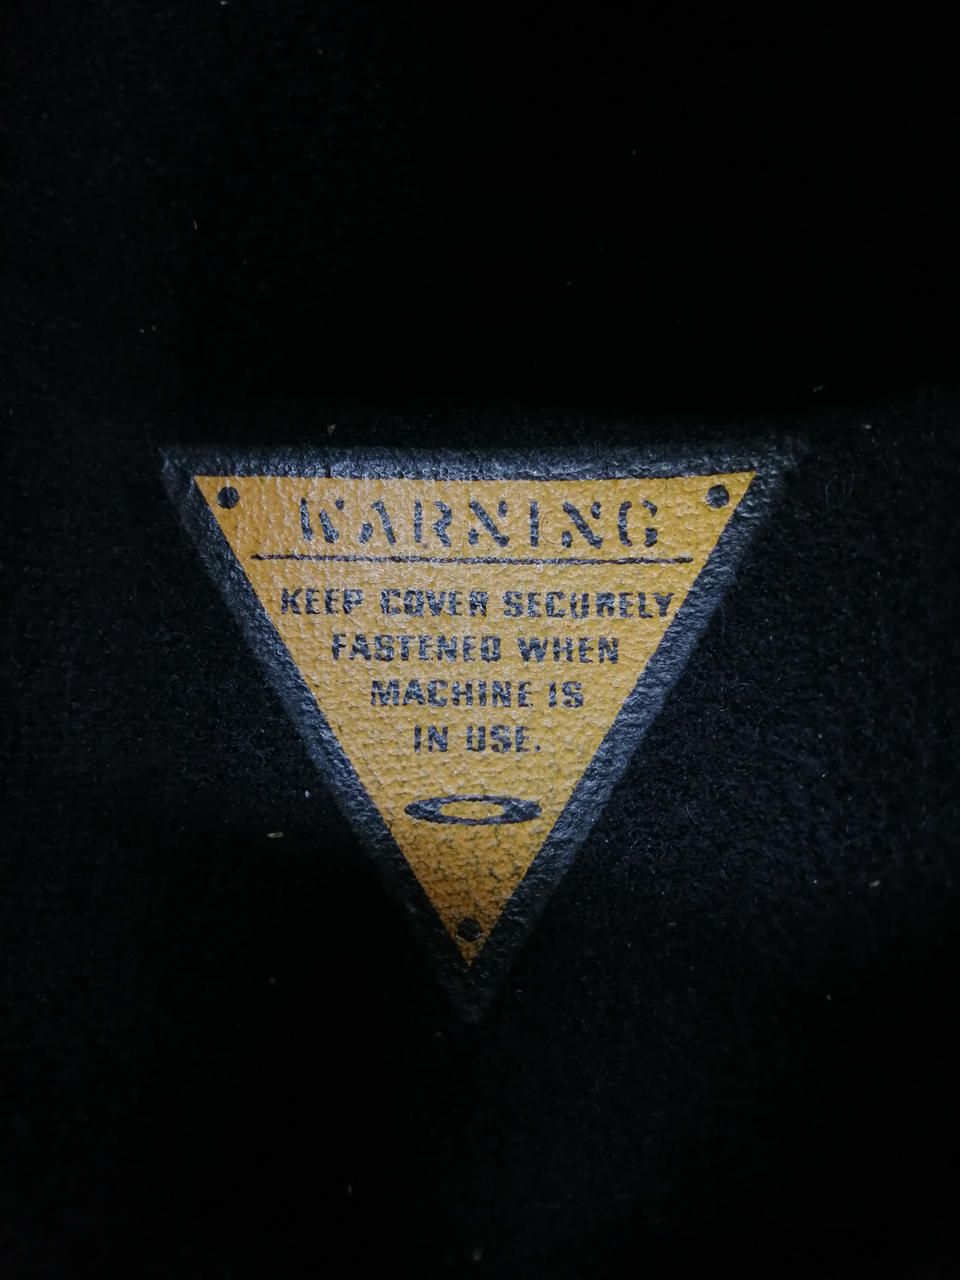 WARNING
KEEP COVER SECURELY
FASTENED WHEN
MACHINE IS
IN USE.